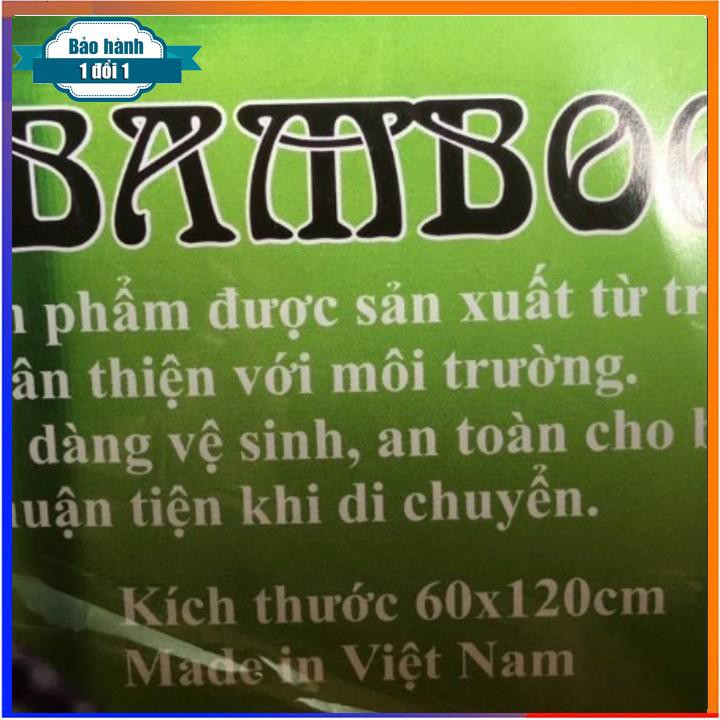 Bảo hành
1 đổi 1
BAMBOO
phẩm được sản xuất từ
thiện với môi trường.
dàng vệ sinh, an toàn cho
tiện khi di chuyển.
Kích thước 60x120cm
Made in Việt Nam